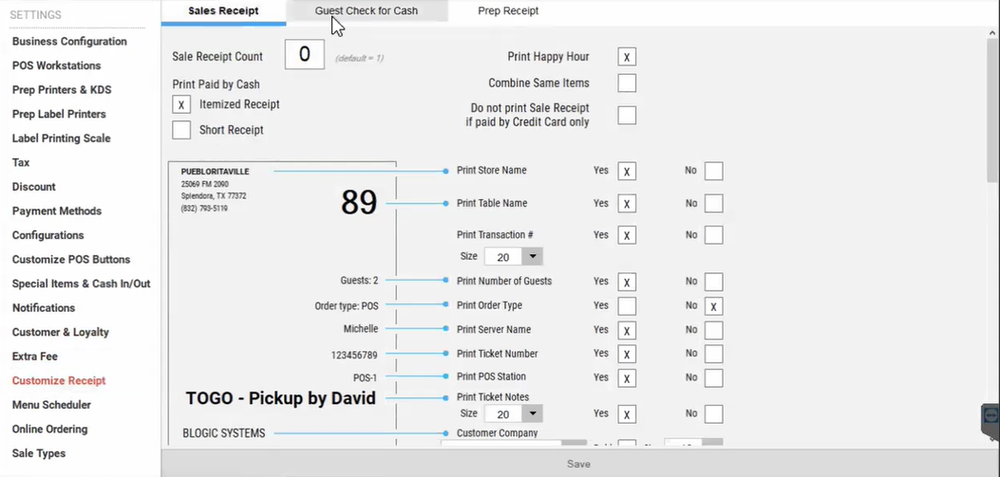 SETTINGS
Business Configuration
POS Workstations
Prep Printers & KDS
Prep Label Printers
Label Printing Scale
Tax
Discount
Payment Methods
Configurations
Customize POS Buttons
Special Items & Cash In/Out
Notifications
Customer & Loyalty
Extra Fee
Customize Receipt
Menu Scheduler
Online Ordering
Sale Types
Sales Receipt Guest Check for Cash Prep Receipt
Sale Receipt Count 0 (default = 1)
Print Paid by Cash
X Itemized Receipt
Short Receipt
Print Happy Hour X
Combine Same Items
Do not print Sale Receipt
if paid by Credit Card only
PUEBLORITAVILLE
25069 FM 2090
Splendora, TX 77372
(832) 793-5119
89
Guests: 2
Order type: POS
Michelle
123456789
POS-1
TOGO - Pickup by David
BLOGIC SYSTEMS
Print Store Name Yes X No
Print Table Name Yes X No
Print Transaction # Yes X No
Size 20
Print Number of Guests Yes X No
Print Order Type Yes No X
Print Server Name Yes X No
Print Ticket Number Yes X No
Print POS Station Yes X No
Print Ticket Notes
Size 20 Yes X No
Customer Company
Save